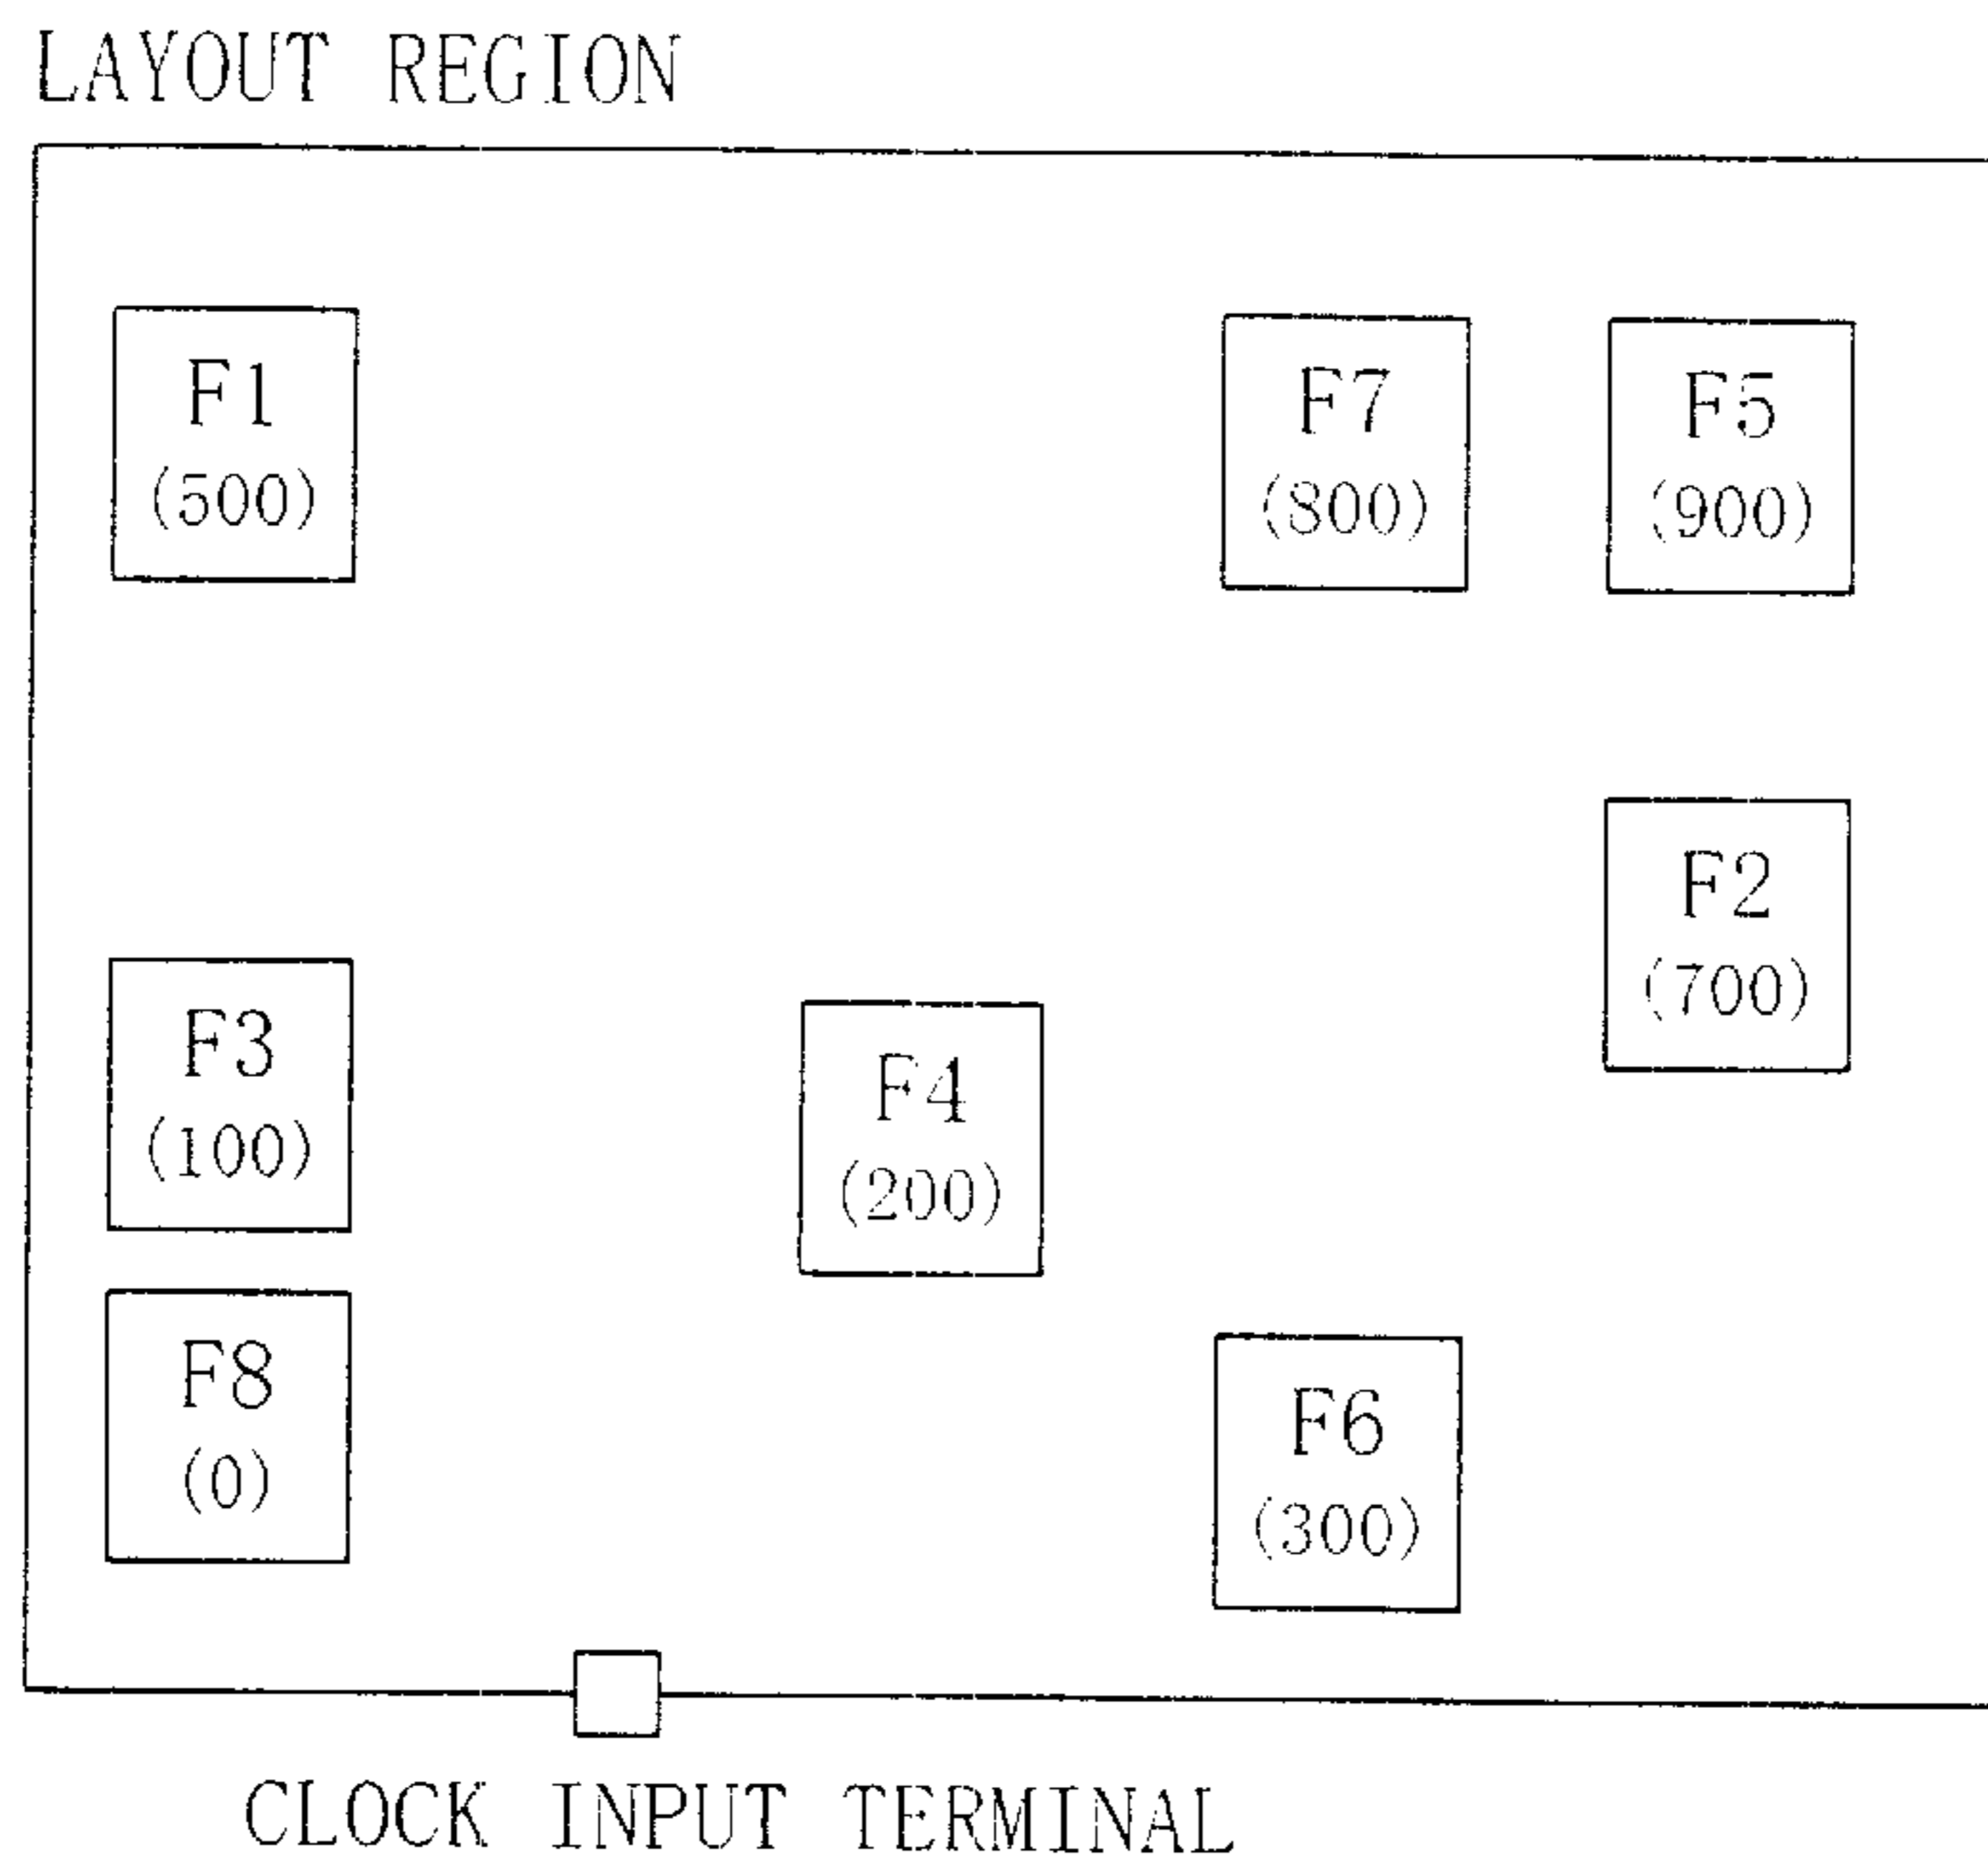 LAYOUT REGION
F1
(500)
F7
(800)
F5
(900)
F2
(700)
F3
(100)
F4
(200)
F8
(0)
F6
(300)
CLOCK INPUT TERMINAL